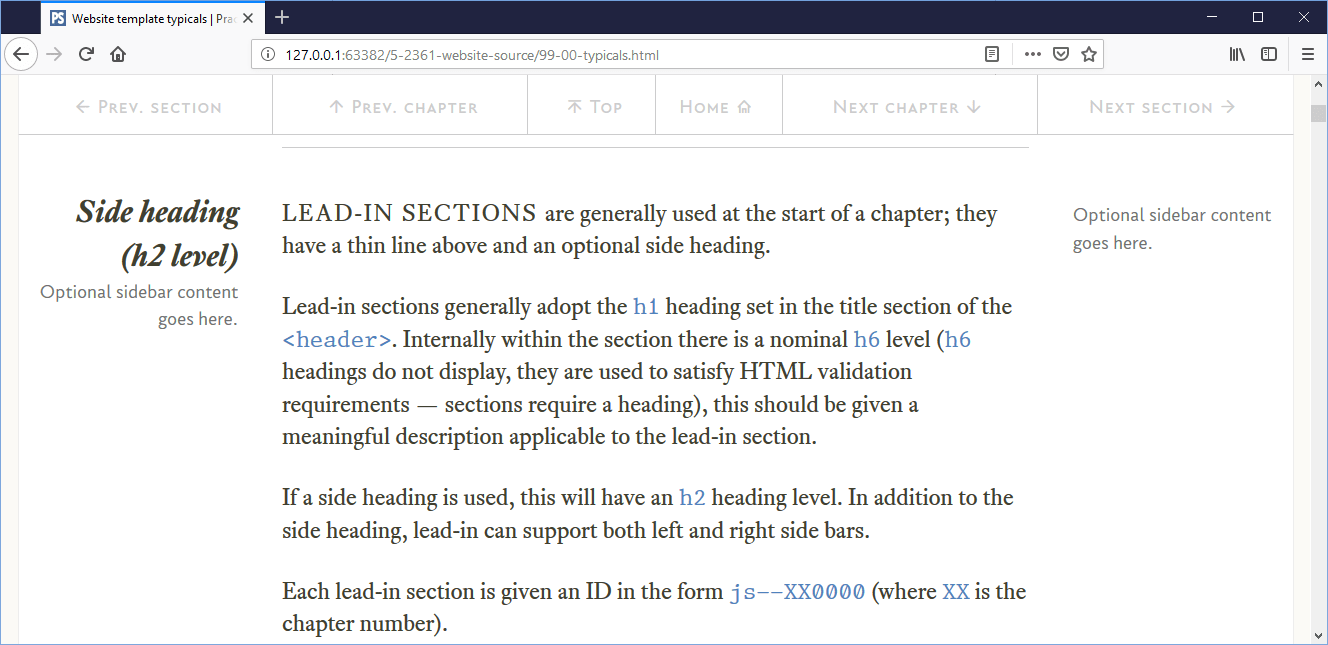 PS Website template typicals | Prac
127.0.0.1:63382/5-2361-website-source/99-00-typicals.html
← Prev. section
↑ Prev. chapter
Top
Home
Next chapter ↓
Next section →
Side heading
(h2 level)
Optional sidebar content
goes here.
LEAD-IN SECTIONS are generally used at the start of a chapter; they
have a thin line above and an optional side heading.
Lead-in sections generally adopt the h1 heading set in the title section of the
<header>. Internally within the section there is a nominal h6 level (h6
headings do not display, they are used to satisfy HTML validation
requirements — sections require a heading), this should be given a
meaningful description applicable to the lead-in section.
If a side heading is used, this will have an h2 heading level. In addition to the
side heading, lead-in can support both left and right side bars.
Each lead-in section is given an ID in the form js--XX0000 (where XX is the
chapter number).
Optional sidebar content
goes here.